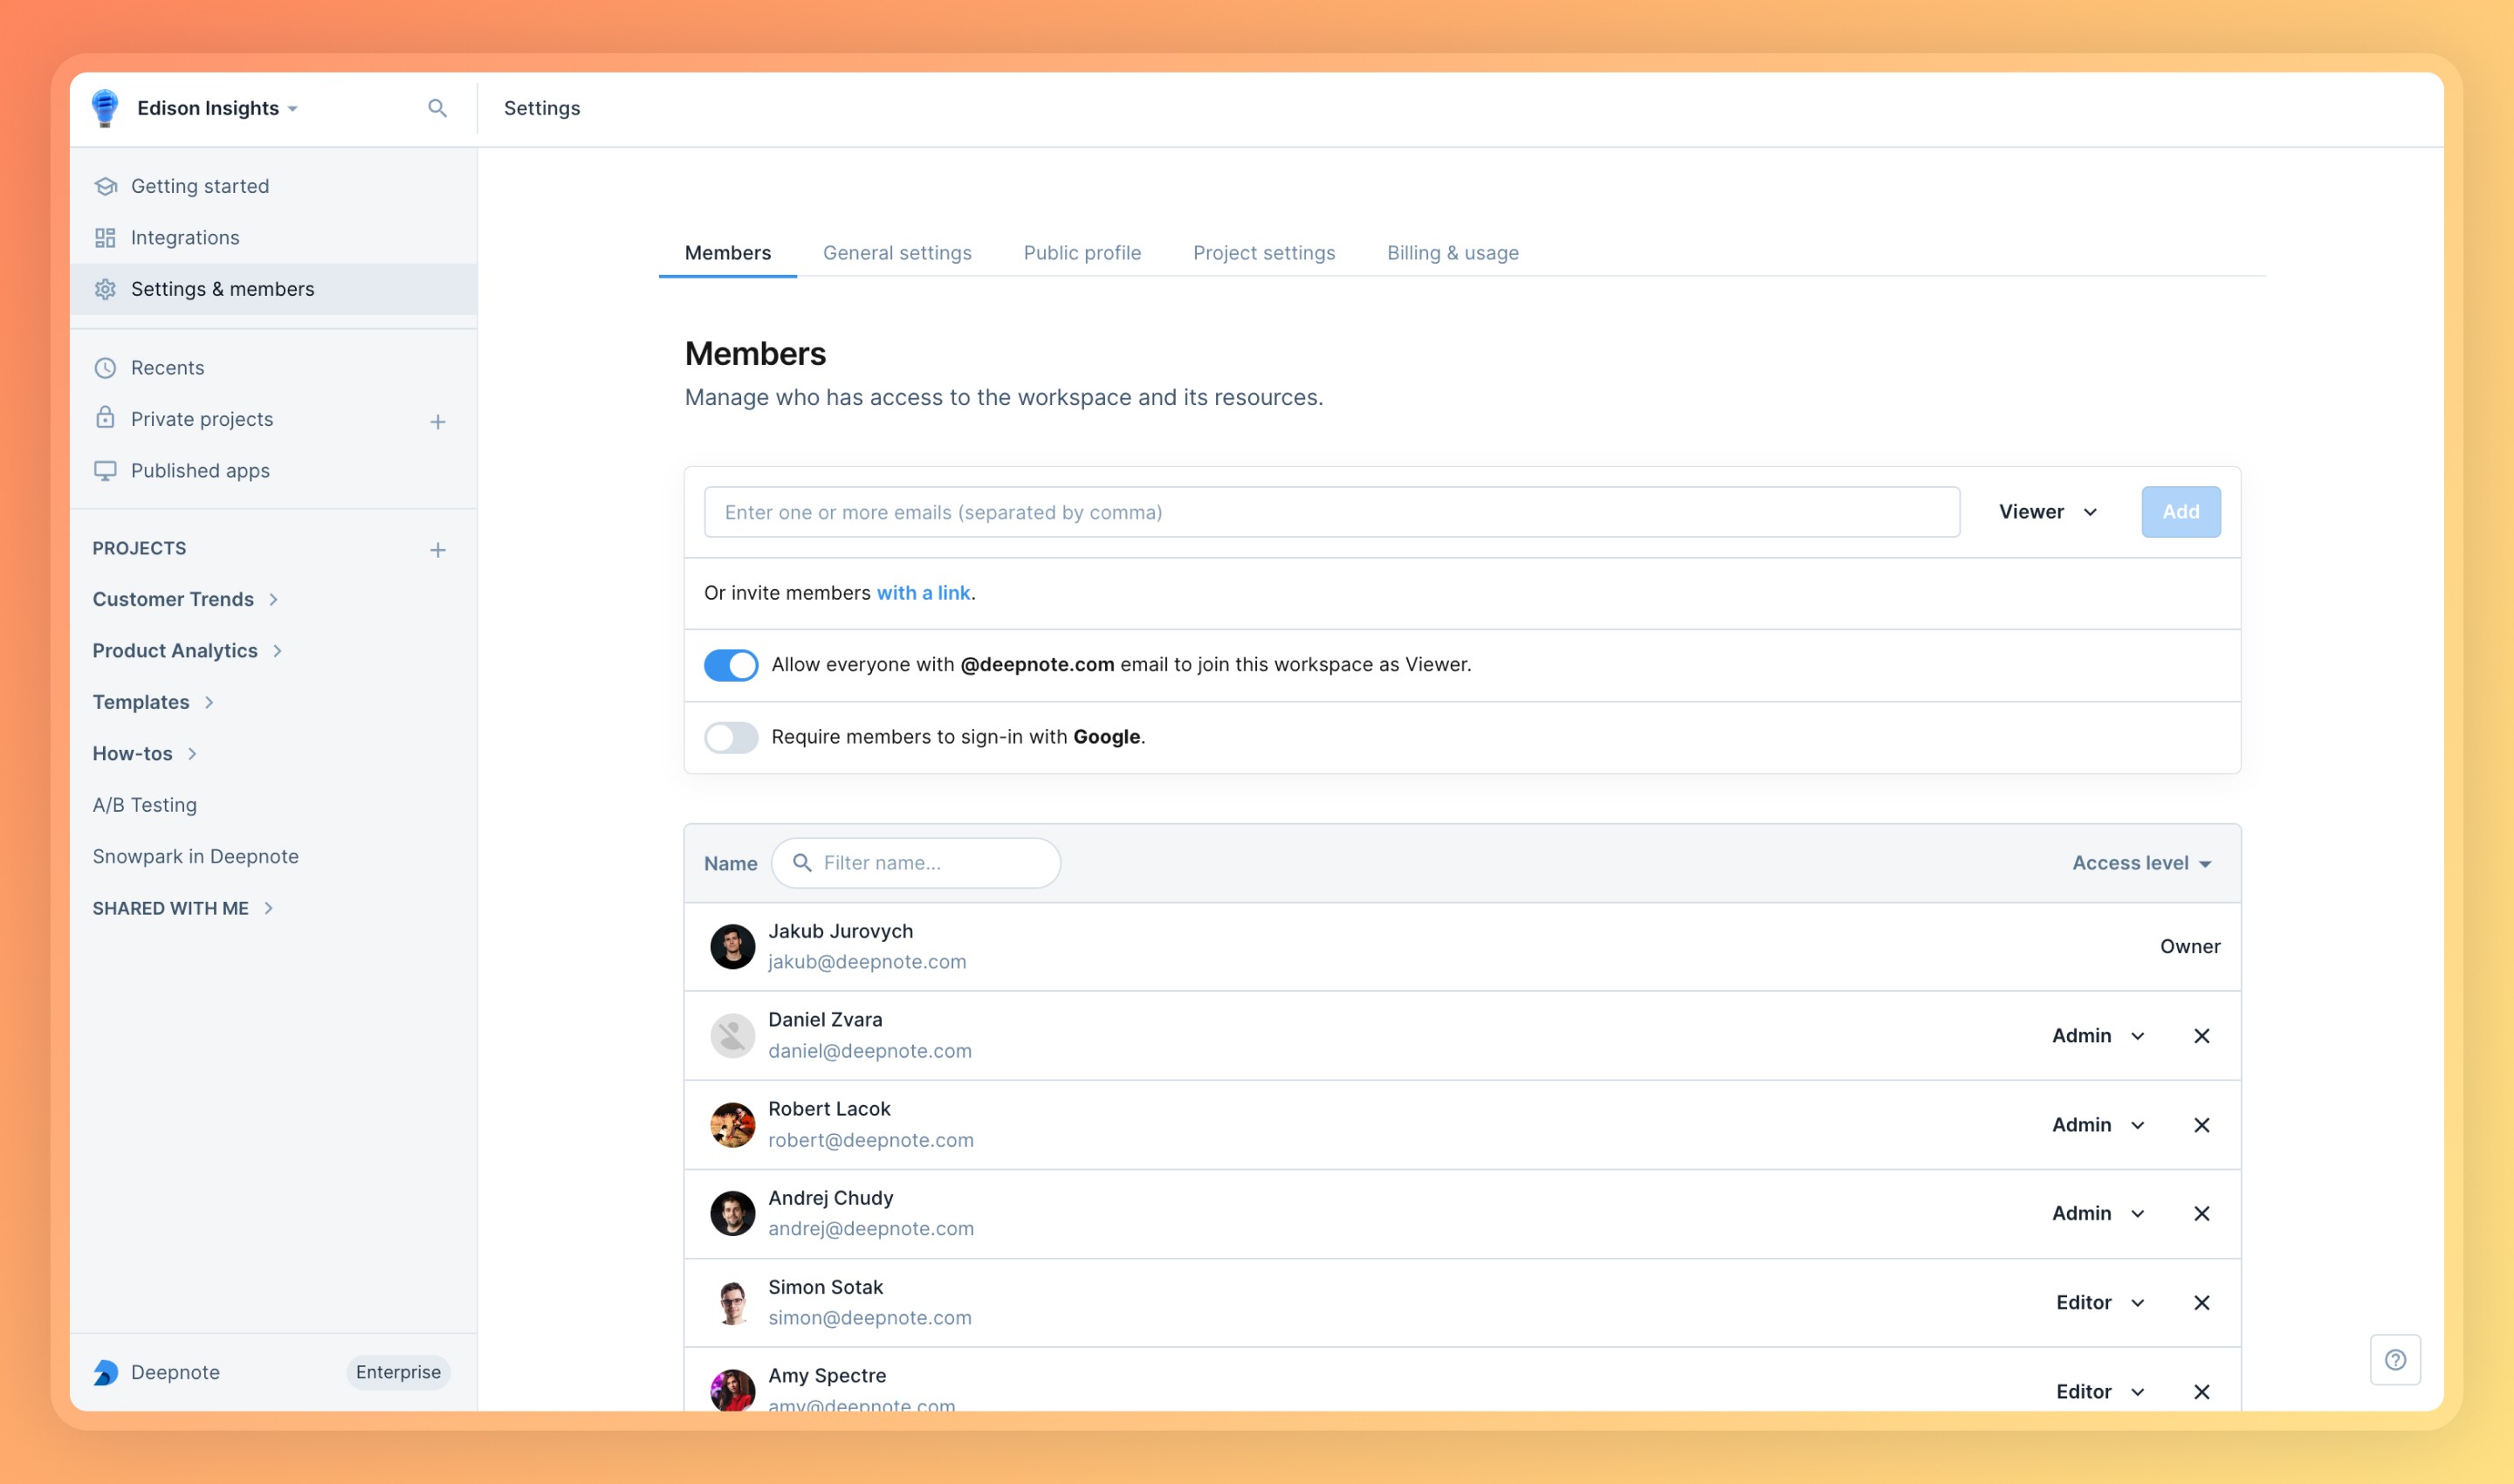 Edison Insights
Settings
Getting started
Integrations
Settings & members
Recents
Private projects
Published apps
PROJECTS
Customer Trends
Product Analytics
Templates
How-tos
A/B Testing
Snowpark in Deepnote
SHARED WITH ME
Deepnote
Enterprise
Members
General settings
Public profile
Project settings
Billing & usage
Members
Manage who has access to the workspace and its resources.
Enter one or more emails (separated by comma)
Viewer
Add
Or invite members with a link.
Allow everyone with @deepnote.com email to join this workspace as Viewer.
Require members to sign-in with Google.
Name
Filter name...
Access level
Jakub Jurovych
jakub@deepnote.com
Owner
Daniel Zvara
daniel@deepnote.com
Admin
Robert Lacok
robert@deepnote.com
Admin
Andrej Chudy
andrej@deepnote.com
Admin
Simon Sotak
simon@deepnote.com
Editor
Amy Spectre
amy@deepnote.com
Editor